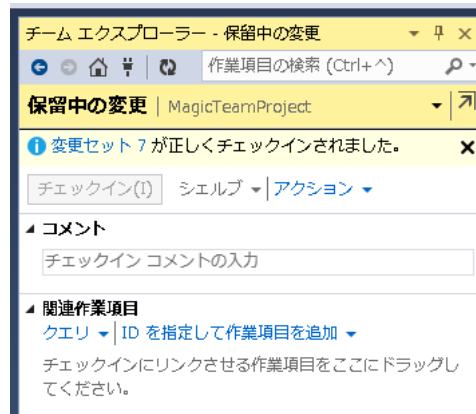 チーム エクスプローラー - 保留中の変更
作業項目の検索 (Ctrl+^)
保留中の変更 | MagicTeamProject
変更セット 7 が正しくチェックインされました。
チェックイン(I) シェルブ アクション
コメント
チェックイン コメントの入力
関連作業項目
クエリ ID を指定して作業項目を追加
チェックインにリンクさせる作業項目をここにドラッグし
てください。